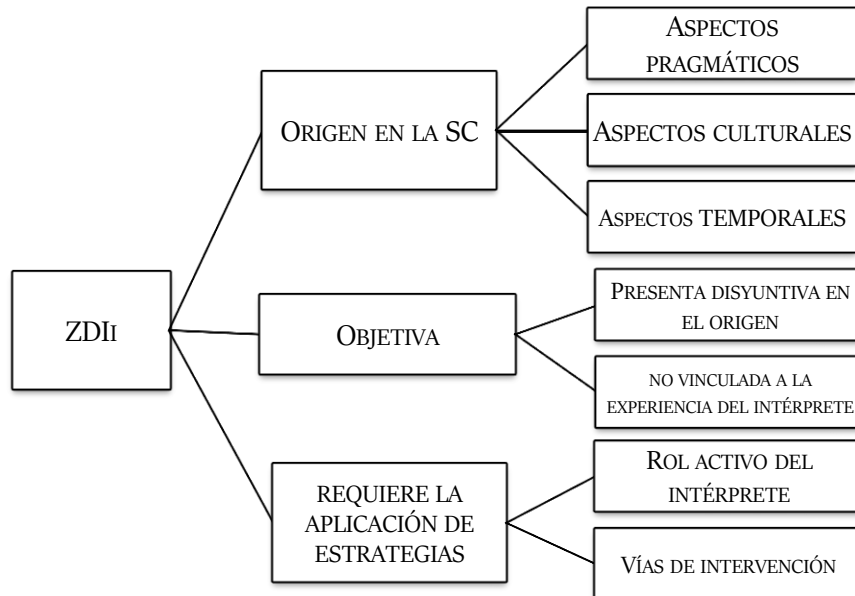 ZDII
ORIGEN EN LA SC
ASPECTOS
PRAGMÁTICOS
ASPECTOS CULTURALES
ASPECTOS TEMPORALES
OBJETIVA
PRESENTA DISYUNTIVA EN
EL ORIGEN
NO VINCULADA A LA
EXPERIENCIA DEL INTÉRPRETE
REQUIERE LA
APLICACIÓN DE
ESTRATEGIAS
ROL ACTIVO DEL
INTÉRPRETE
VÍAS DE INTERVENCIÓN